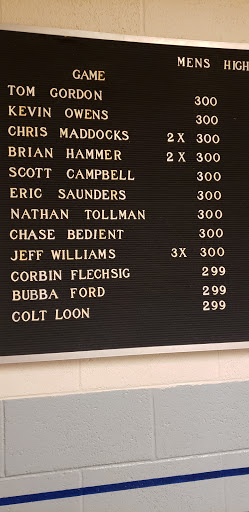 MENS HIGH
GAME
TOM GORDON 300
KEVIN OWENS 300
CHRIS MADDOCKS 2 X 300
BRIAN HAMMER 2 X 300
SCOTT CAMPBELL 300
ERIC SAUNDERS 300
NATHAN TOLLMAN 300
CHASE BEDIENT 300
JEFF WILLIAMS 3X 300
CORBIN FLECHSIG 299
BUBBA FORD 299
COLT LOON 299